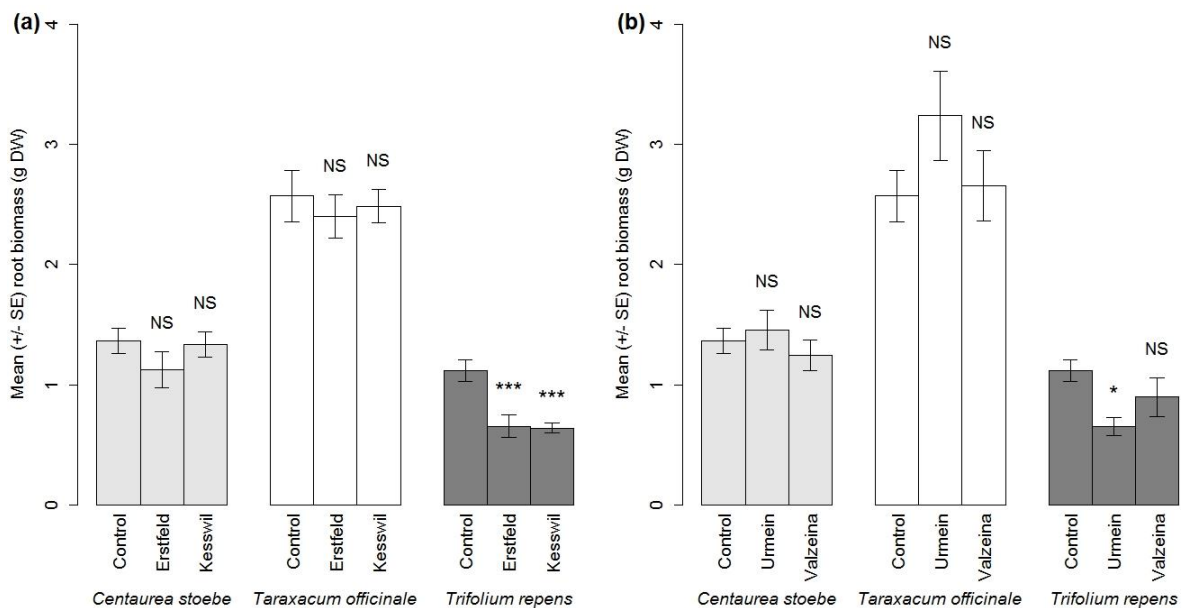 (a)
Mean (+/- SE) root biomass (g DW)
4
3
2
1
0
NS
NS
NS
NS
***
***
Control
Erstfeld
Kesswil
Control
Erstfeld
Kesswil
Control
Erstfeld
Kesswil
Centaurea stoebe
Taraxacum officinale
Trifolium repens
(b)
Mean (+/- SE) root biomass (g DW)
4
3
2
1
0
NS
NS
NS
NS
*
NS
Control
Urmein
Valzeina
Control
Urmein
Valzeina
Control
Urmein
Valzeina
Centaurea stoebe
Taraxacum officinale
Trifolium repens